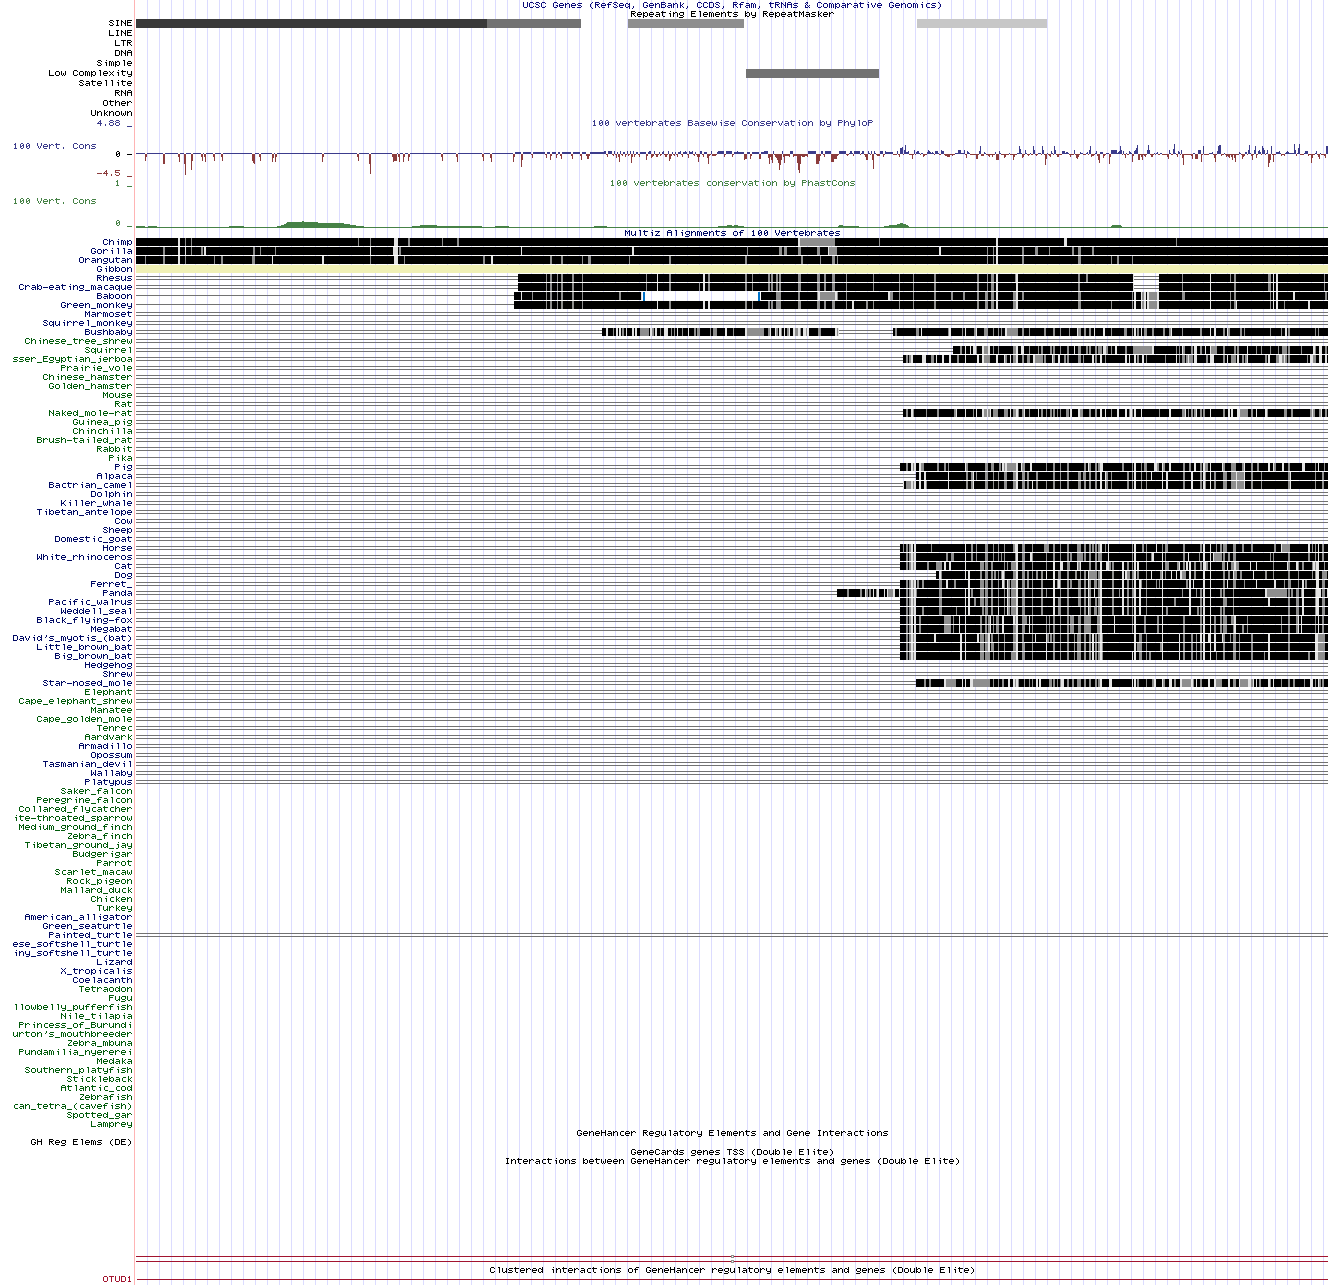 UCSC Genes (RefSeq, GenBank, CCDS, Rfam, tRNAs & Comparative Genomics)
Repeating Elements by RepeatMasker
SINE
LINE
LTR
DNA
Simple
Low Complexity
Satellite
RNA
Other
Unknown
4.88 _
100 vertebrates Basewise Conservation by PhyloP
100 Vert. Cons
0 _
-4.5 _
1 _
100 vertebrates conservation by PhastCons
100 Vert. Cons
0 _
Multiz Alignments of 100 Vertebrates
Chimp
Gorilla
Orangutan
Gibbon
Rhesus
Crab-eating_macaque
Baboon
Green_monkey
Marmoset
Squirrel_monkey
Bushbaby
Chinese_tree_shrew
Squirrel
sser_Egyptian_jerboa
Prairie_vole
Chinese_hamster
Golden_hamster
Mouse
Rat
Naked_mole-rat
Guinea_pig
Chinchilla
Brush-tailed_rat
Rabbit
Pika
Pig
Alpaca
Bactrian_camel
Dolphin
Killer_whale
Tibetan_antelope
Cow
Sheep
Domestic_goat
Horse
White_rhinoceros
Cat
Dog
Ferret_
Panda
Pacific_walrus
Weddell_seal
Black_flying-fox
Megabat
David's_myotis_(bat)
Little_brown_bat
Big_brown_bat
Hedgehog
Shrew
Star-nosed_mole
Elephant
Cape_elephant_shrew
Manatee
Cape_golden_mole
Tenrec
Aardvark
Armadillo
Opossum
Tasmanian_devil
Wallaby
Platypus
Saker_falcon
Peregrine_falcon
Collared_flycatcher
ite-throated_sparrow
Medium_ground_finch
Zebra_finch
Tibetan_ground_jay
Budgerigar
Parrot
Scarlet_macaw
Rock_pigeon
Mallard_duck
Chicken
Turkey
American_alligator
Green_seaturtle
Painted_turtle
ese_softshell_turtle
iny_softshell_turtle
Lizard
X_tropicalis
Coelacanth
Tetraodon
Fugu
llowbelly_pufferfish
Nile_tilapia
Princess_of_Burundi
urton's_mouthbreeder
Zebra_mbuna
Pundamilia_nyererei
Medaka
Southern_platyfish
Stickleback
Atlantic_cod
Zebrafish
can_tetra_(cavefish)
Spotted_gar
Lamprey
GeneHancer Regulatory Elements and Gene Interactions
GH Reg Elems (DE)
GeneCards genes TSS (Double Elite)
Interactions between GeneHancer regulatory elements and genes (Double Elite)
Clustered interactions of GeneHancer regulatory elements and genes (Double Elite)
OTUD1